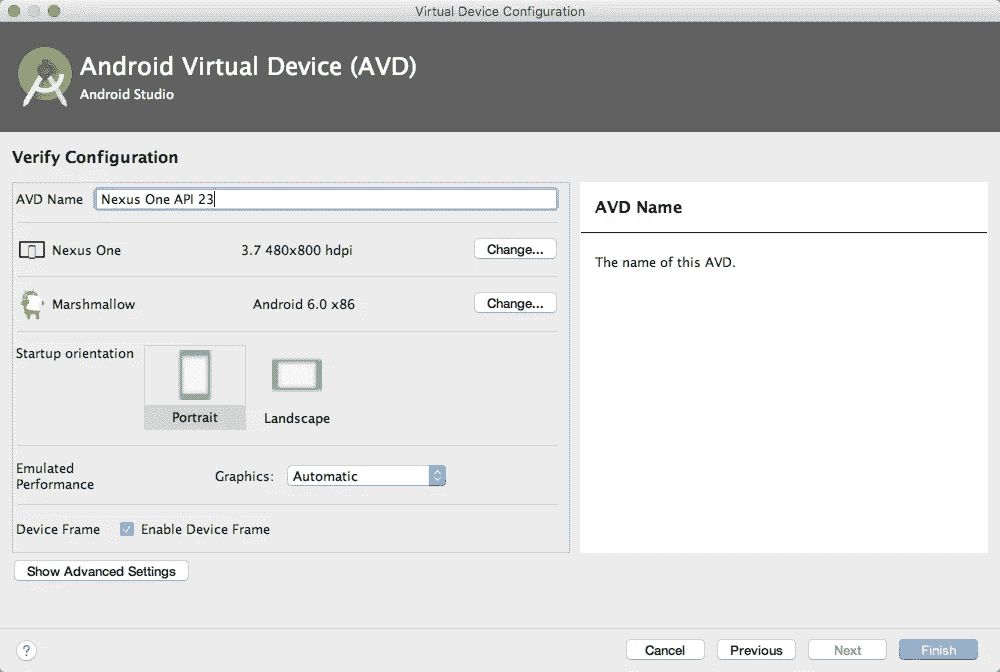 Virtual Device Configuration
Android Virtual Device (AVD)
Android Studio
Verify Configuration
AVD Name
Nexus One API 23
Nexus One
3.7 480x800 hdpi
Change...
Marshmallow
Android 6.0 x86
Change...
Startup orientation
Portrait
Landscape
Emulated
Performance
Graphics:
Automatic
Device Frame
Enable Device Frame
Show Advanced Settings
AVD Name
The name of this AVD.
?
Cancel
Previous
Next
Finish